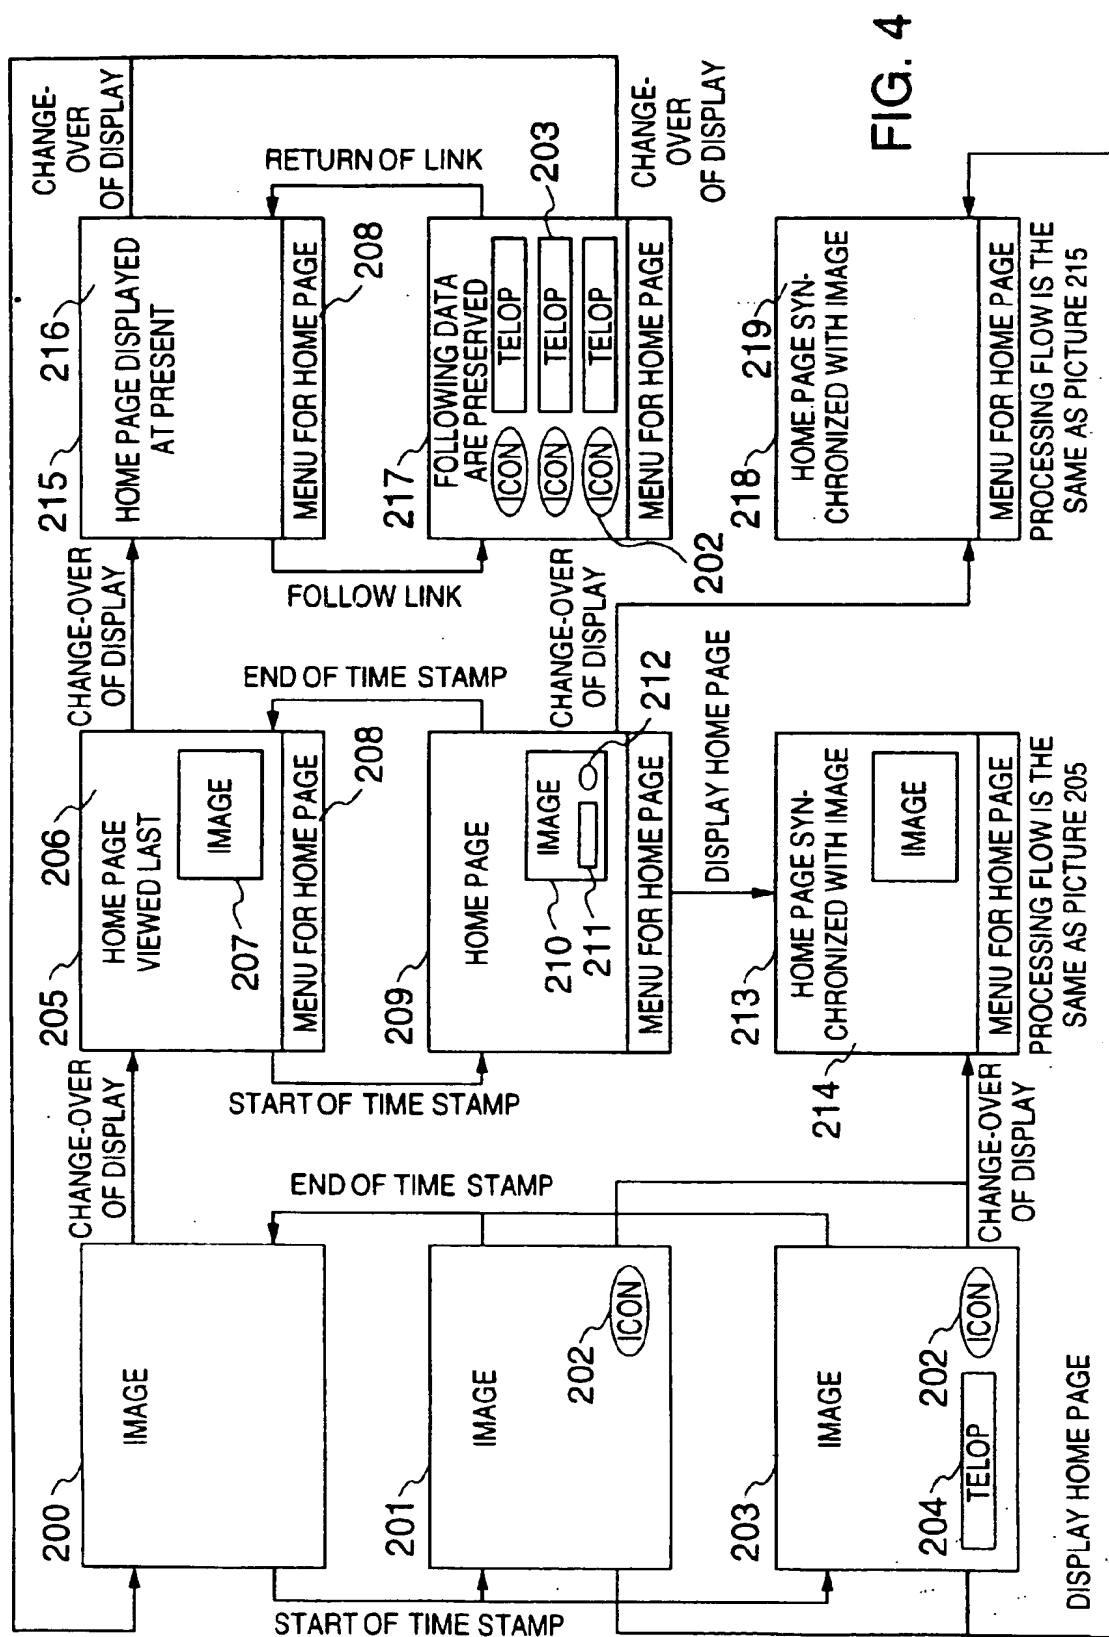 CHANGE-
OVER
OF DISPLAY
215
216
HOME PAGE DISPLAYED
AT PRESENT
MENU FOR HOME PAGE
208
RETURN OF LINK
FOLLOW LINK
217
FOLLOWING DATA
ARE PRESERVED
ICON
TELOP
ICON
TELOP
ICON
TELOP
203
202
MENU FOR HOME PAGE
CHANGE-
OVER
OF DISPLAY
FIG. 4
218
219
HOME PAGE SYN-
CHRONIZED WITH IMAGE
MENU FOR HOME PAGE
PROCESSING FLOW IS THE
SAME AS PICTURE 215
CHANGE-OVER
OF DISPLAY
205
206
HOME PAGE
VIEWED LAST
IMAGE
207
MENU FOR HOME PAGE
208
END OF TIME STAMP
START OF TIME STAMP
209
HOME PAGE
IMAGE
210
211
212
MENU FOR HOME PAGE
CHANGE-OVER
OF DISPLAY
DISPLAY HOME PAGE
213
214
HOME PAGE SYN-
CHRONIZED WITH IMAGE
IMAGE
MENU FOR HOME PAGE
PROCESSING FLOW IS THE
SAME AS PICTURE 205
CHANGE-OVER
OF DISPLAY
200
IMAGE
END OF TIME STAMP
START OF TIME STAMP
201
IMAGE
202
ICON
203
IMAGE
204
TELOP
202
ICON
CHANGE-OVER
OF DISPLAY
DISPLAY HOME PAGE